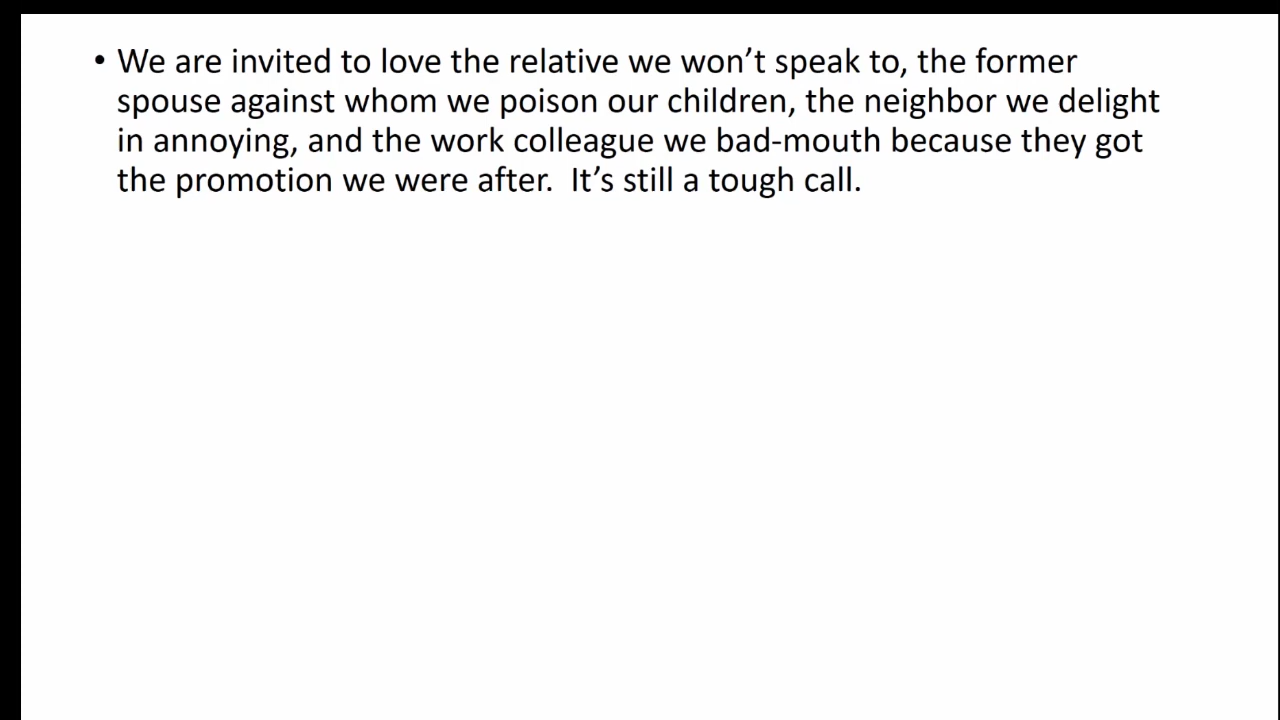 • We are invited to love the relative we won’t speak to, the former
spouse against whom we poison our children, the neighbor we delight
in annoying, and the work colleague we bad-mouth because they got
the promotion we were after.  It’s still a tough call.